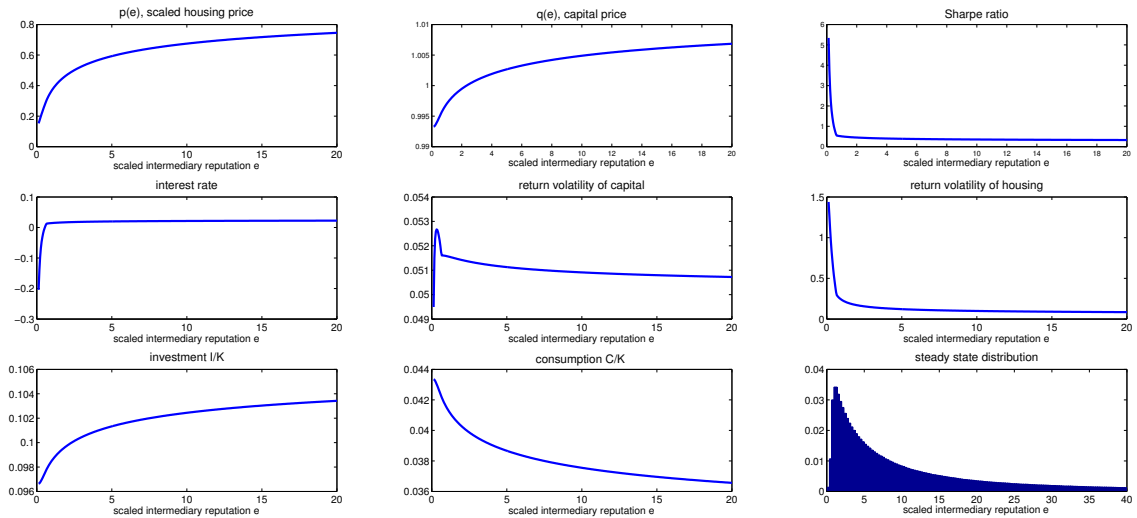 p(e), scaled housing price
0.8
0.6
0.4
0.2
0
0 5 10 15 20
scaled intermediary reputation e
q(e), capital price
1.01
1.005
1
0.995
0.99
0 2 4 6 8 10 12 14 16 18 20
scaled intermediary reputation e
Sharpe ratio
6
5
4
3
2
1
0
0 2 4 6 8 10 12 14 16 18 20
scaled intermediary reputation e
interest rate
0.1
0
−0.1
−0.2
−0.3
0 5 10 15 20
scaled intermediary reputation e
return volatility of capital
0.054
0.053
0.052
0.051
0.05
0.049
0 5 10 15 20
scaled intermediary reputation e
return volatility of housing
1.5
1
0.5
0
0 5 10 15 20
scaled intermediary reputation e
investment I/K
0.106
0.104
0.102
0.1
0.098
0.096
0 5 10 15 20
scaled intermediary reputation e
consumption C/K
0.044
0.042
0.04
0.038
0.036
0 5 10 15 20
scaled intermediary reputation e
steady state distribution
0.04
0.03
0.02
0.01
0
0 5 10 15 20 25 30 35 40
scaled intermediary reputation e